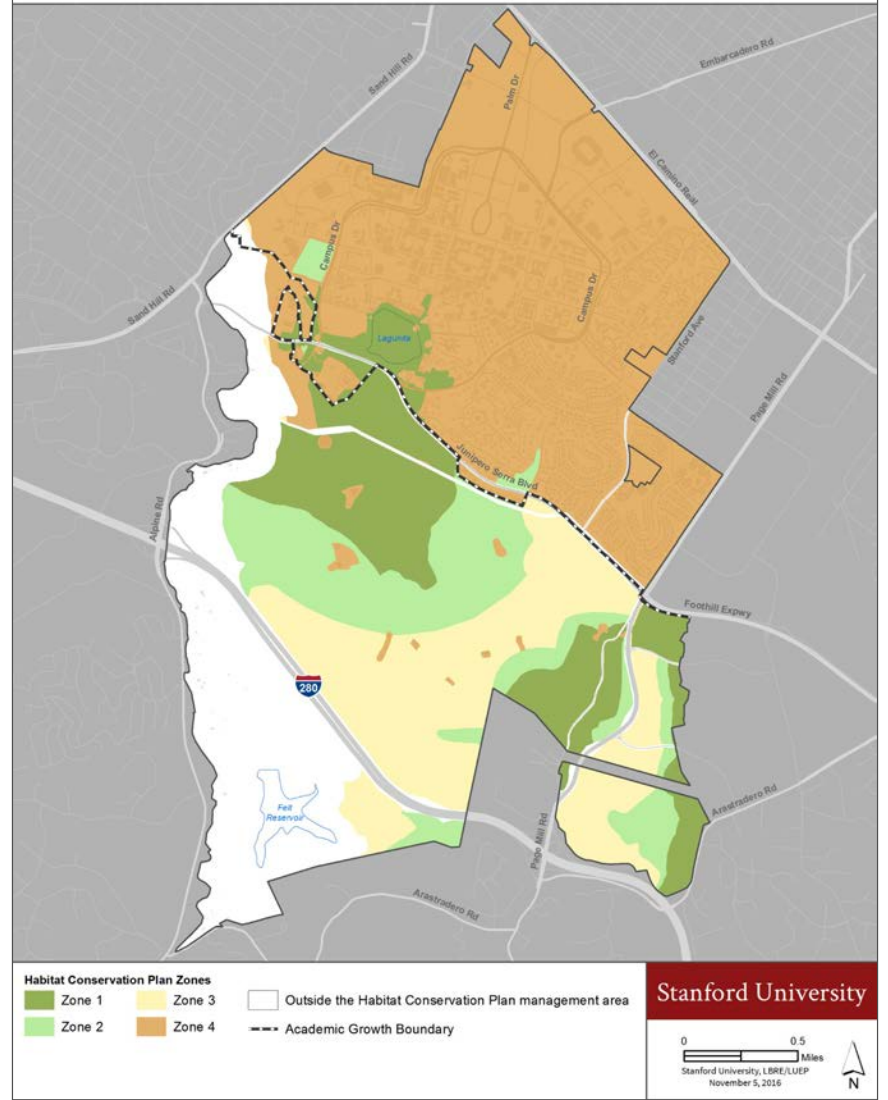 Embarcadero Rd
Sand Hill Rd
Palm Dr
El Camino Real
Campus Dr
Campus Dr
Sand Hill Rd
Lagunita
Stanford Ave
Page Mill Rd
Junipero Serra Blvd
Alpine Rd
Foothill Expwy
280
Felt
Reservoir
Arastradero Rd
Page Mill Rd
Arastradero Rd
Habitat Conservation Plan Zones
Zone 1
Zone 3
Outside the Habitat Conservation Plan management area
Zone 2
Zone 4
Academic Growth Boundary
Stanford University
0 0.5
Miles
Stanford University, LBRE/LUEP
November 5, 2016
N